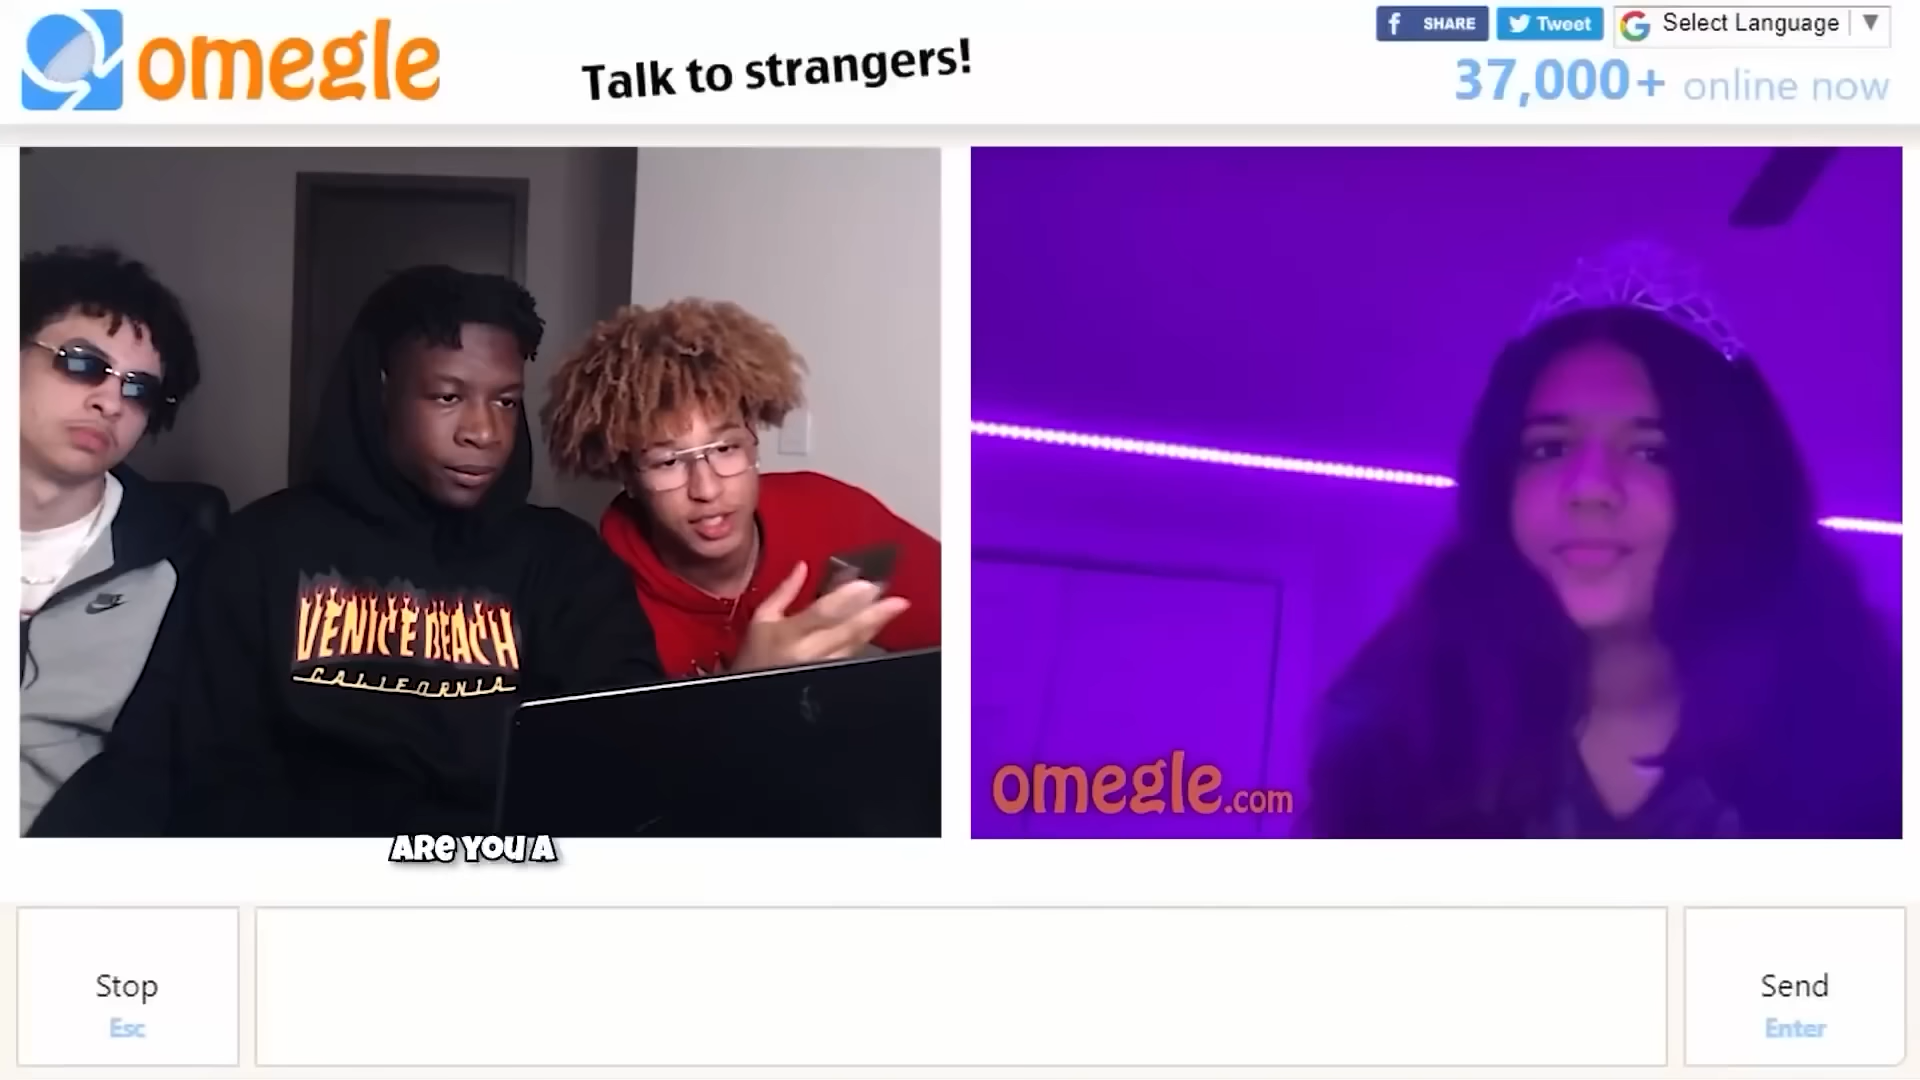 omegle
Talk to strangers!
f SHARE
Tweet
G Select Language ▼
37,000+ online now
VENICE BEACH
CALIFORNIA
omegle.com
ARE YOU A
Stop
Esc
Send
Enter